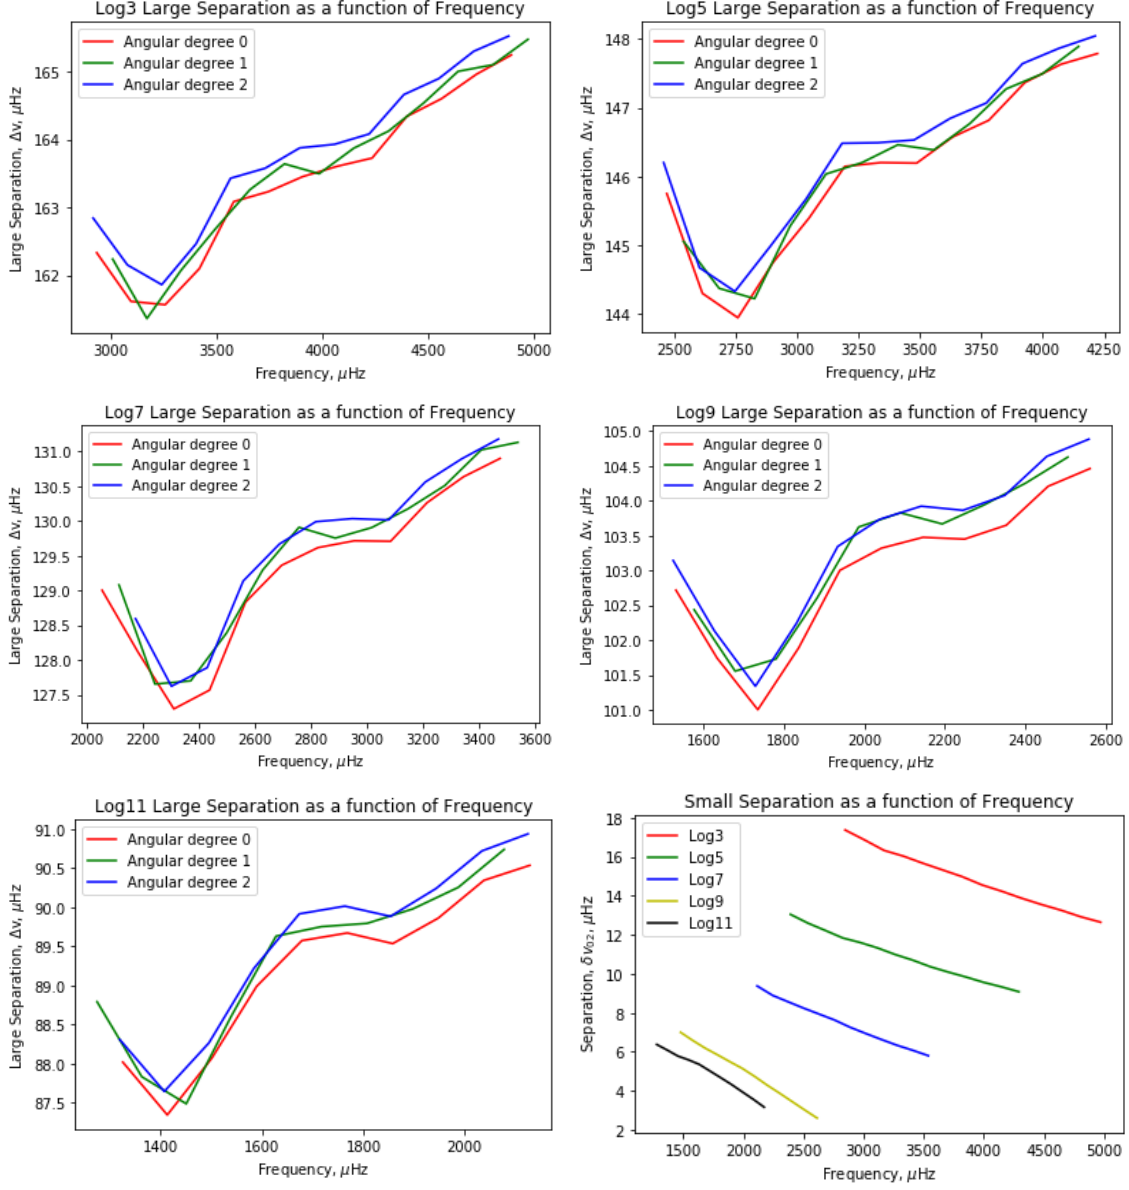 Log3 Large Separation as a function of Frequency
Large Separation, Δv, μHz
165
164
163
162
Angular degree 0
Angular degree 1
Angular degree 2
3000 3500 4000 4500 5000
Frequency, μHz
Log5 Large Separation as a function of Frequency
Large Separation, Δv, μHz
148
147
146
145
144
Angular degree 0
Angular degree 1
Angular degree 2
2500 2750 3000 3250 3500 3750 4000 4250
Frequency, μHz
Log7 Large Separation as a function of Frequency
Large Separation, Δv, μHz
131.0
130.5
130.0
129.5
129.0
128.5
128.0
127.5
Angular degree 0
Angular degree 1
Angular degree 2
2000 2200 2400 2600 2800 3000 3200 3400 3600
Frequency, μHz
Log9 Large Separation as a function of Frequency
Large Separation, Δv, μHz
105.0
104.5
104.0
103.5
103.0
102.5
102.0
101.5
101.0
Angular degree 0
Angular degree 1
Angular degree 2
1600 1800 2000 2200 2400 2600
Frequency, μHz
Log11 Large Separation as a function of Frequency
Large Separation, Δv, μHz
91.0
90.5
90.0
89.5
89.0
88.5
88.0
87.5
Angular degree 0
Angular degree 1
Angular degree 2
1400 1600 1800 2000
Frequency, μHz
Small Separation as a function of Frequency
Separation, δv₀₂, μHz
18
16
14
12
10
8
6
4
2
Log3
Log5
Log7
Log9
Log11
1500 2000 2500 3000 3500 4000 4500 5000
Frequency, μHz